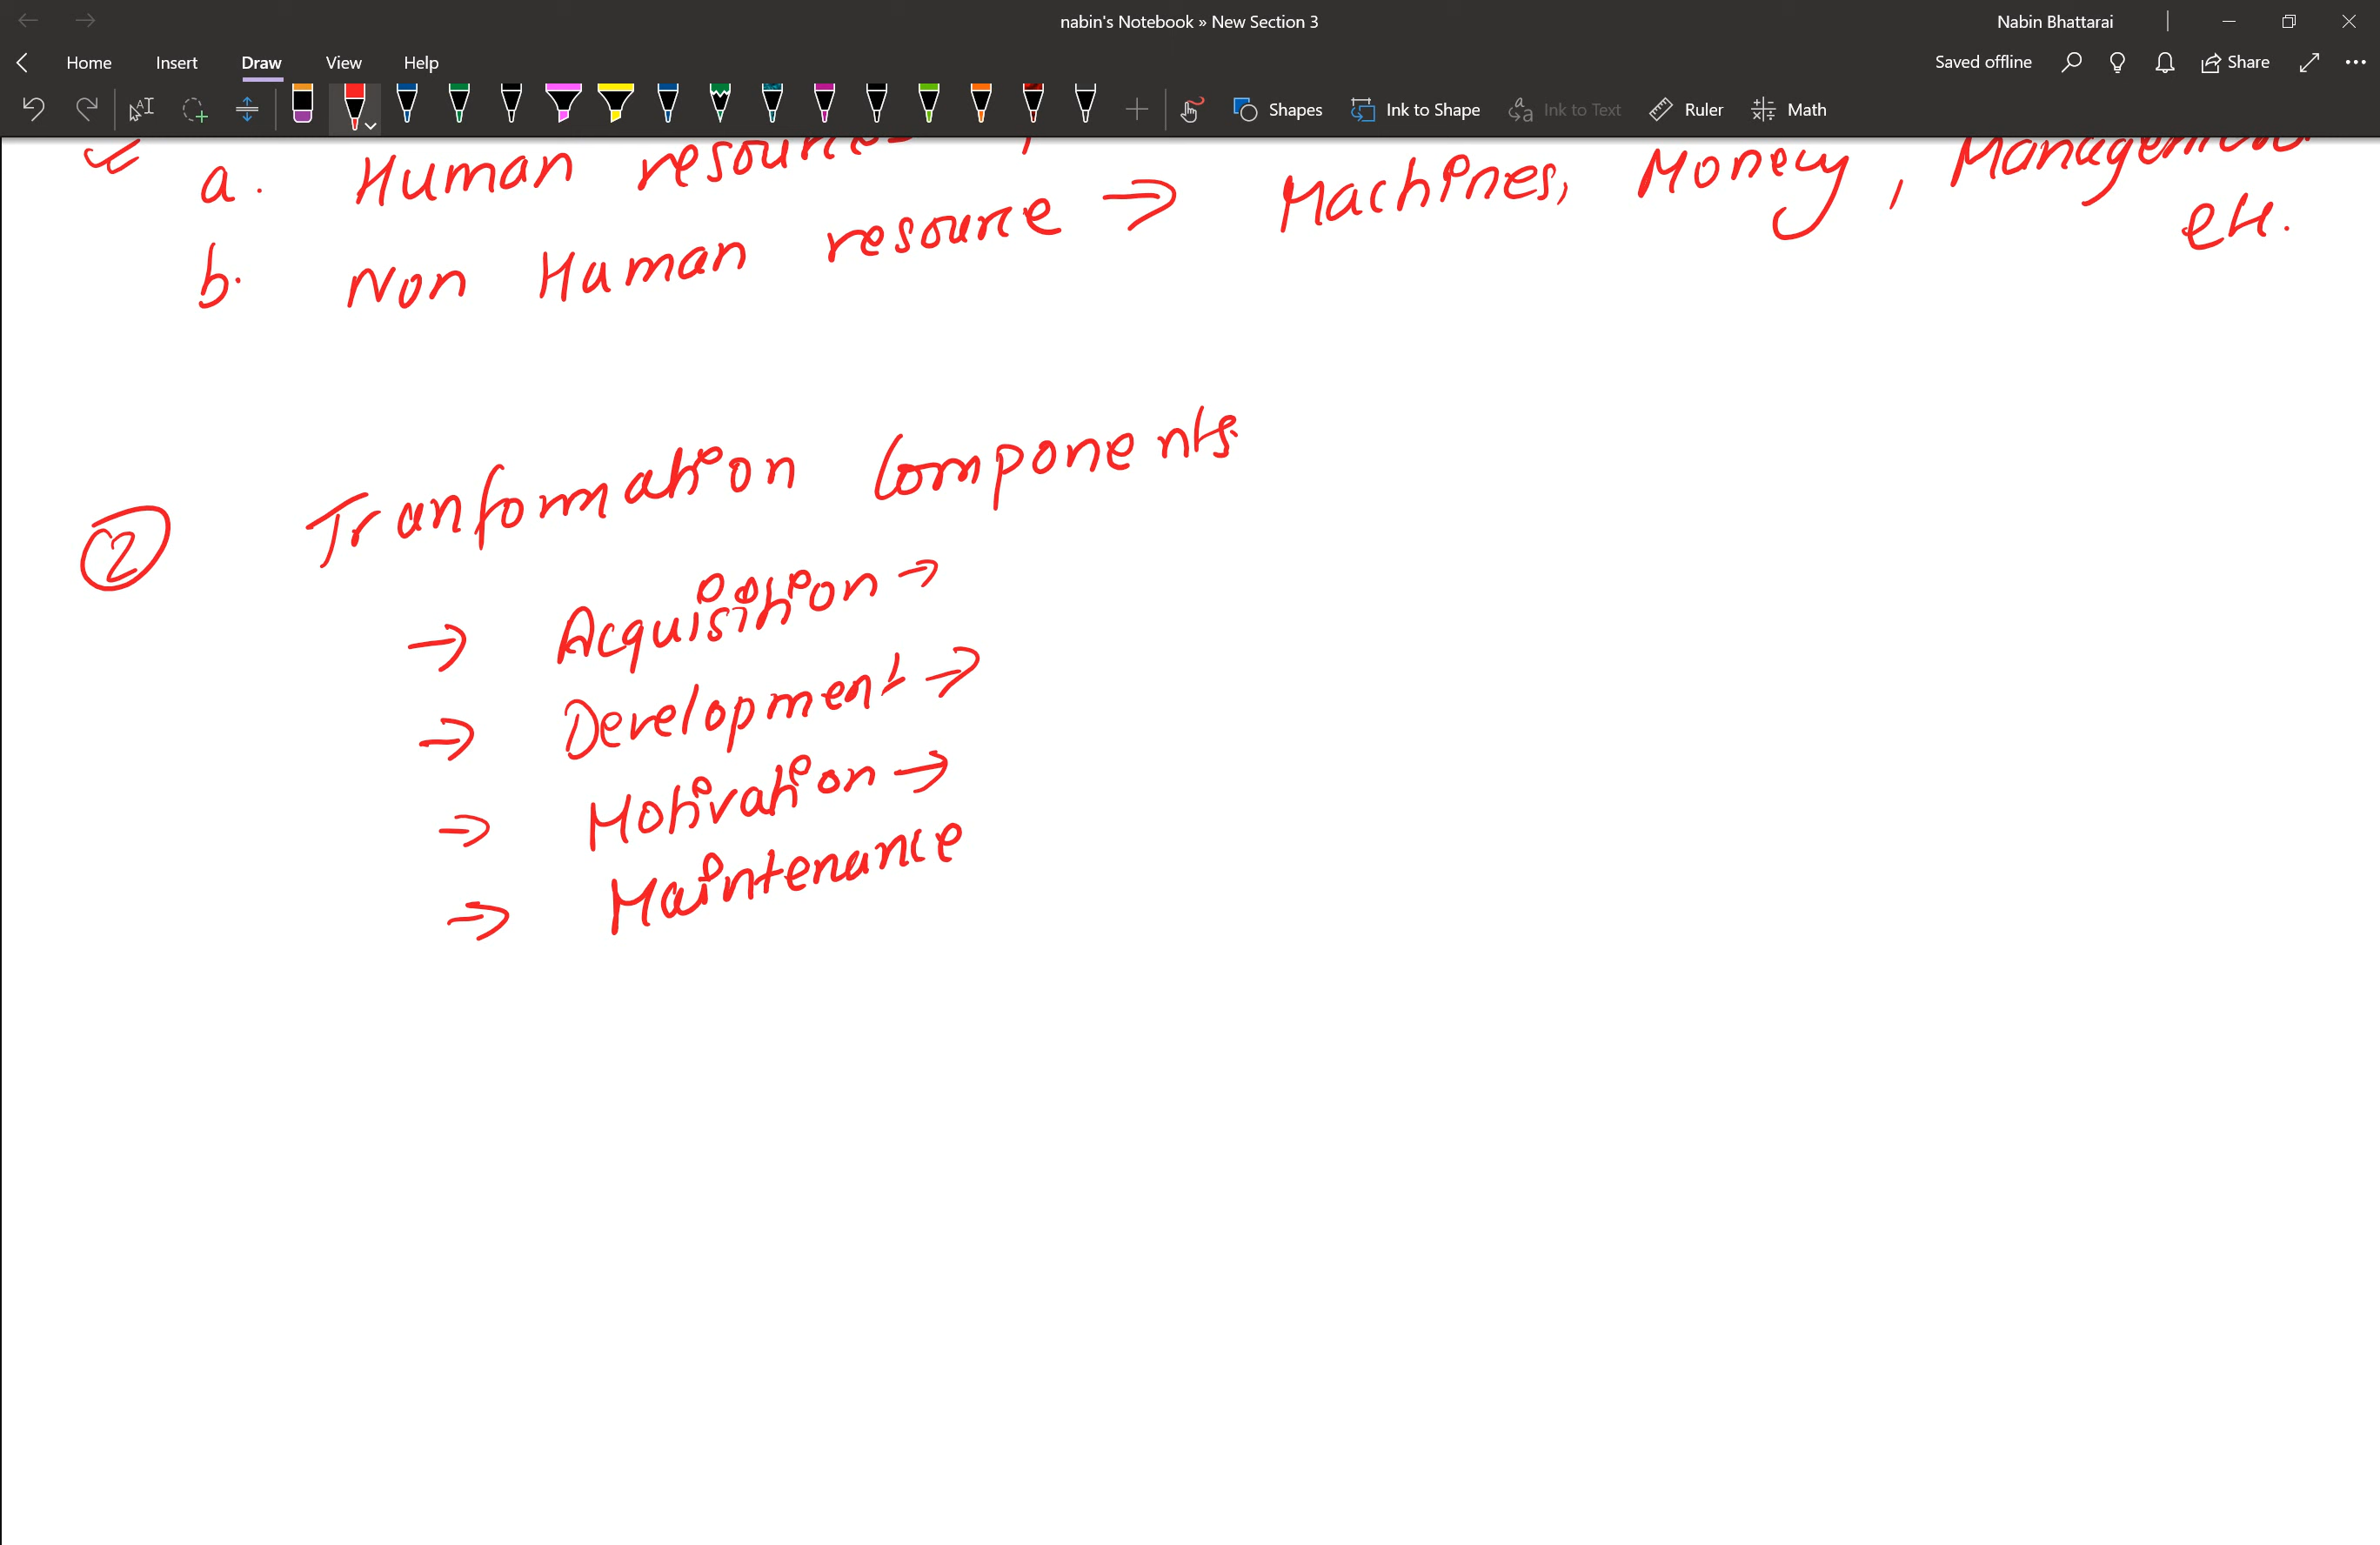 nabin's Notebook » New Section 3
Nabin Bhattarai
Home Insert Draw View Help
Saved offline
Share
Shapes
Ink to Shape
Ink to Text
Ruler
Math
a. Human resources
Machines, Money, Management
b. Non Human resource ⇒
etc.
② Tranformation Components
→ Acquisition →
→ Development →
→ Motivation →
→ Maintenance